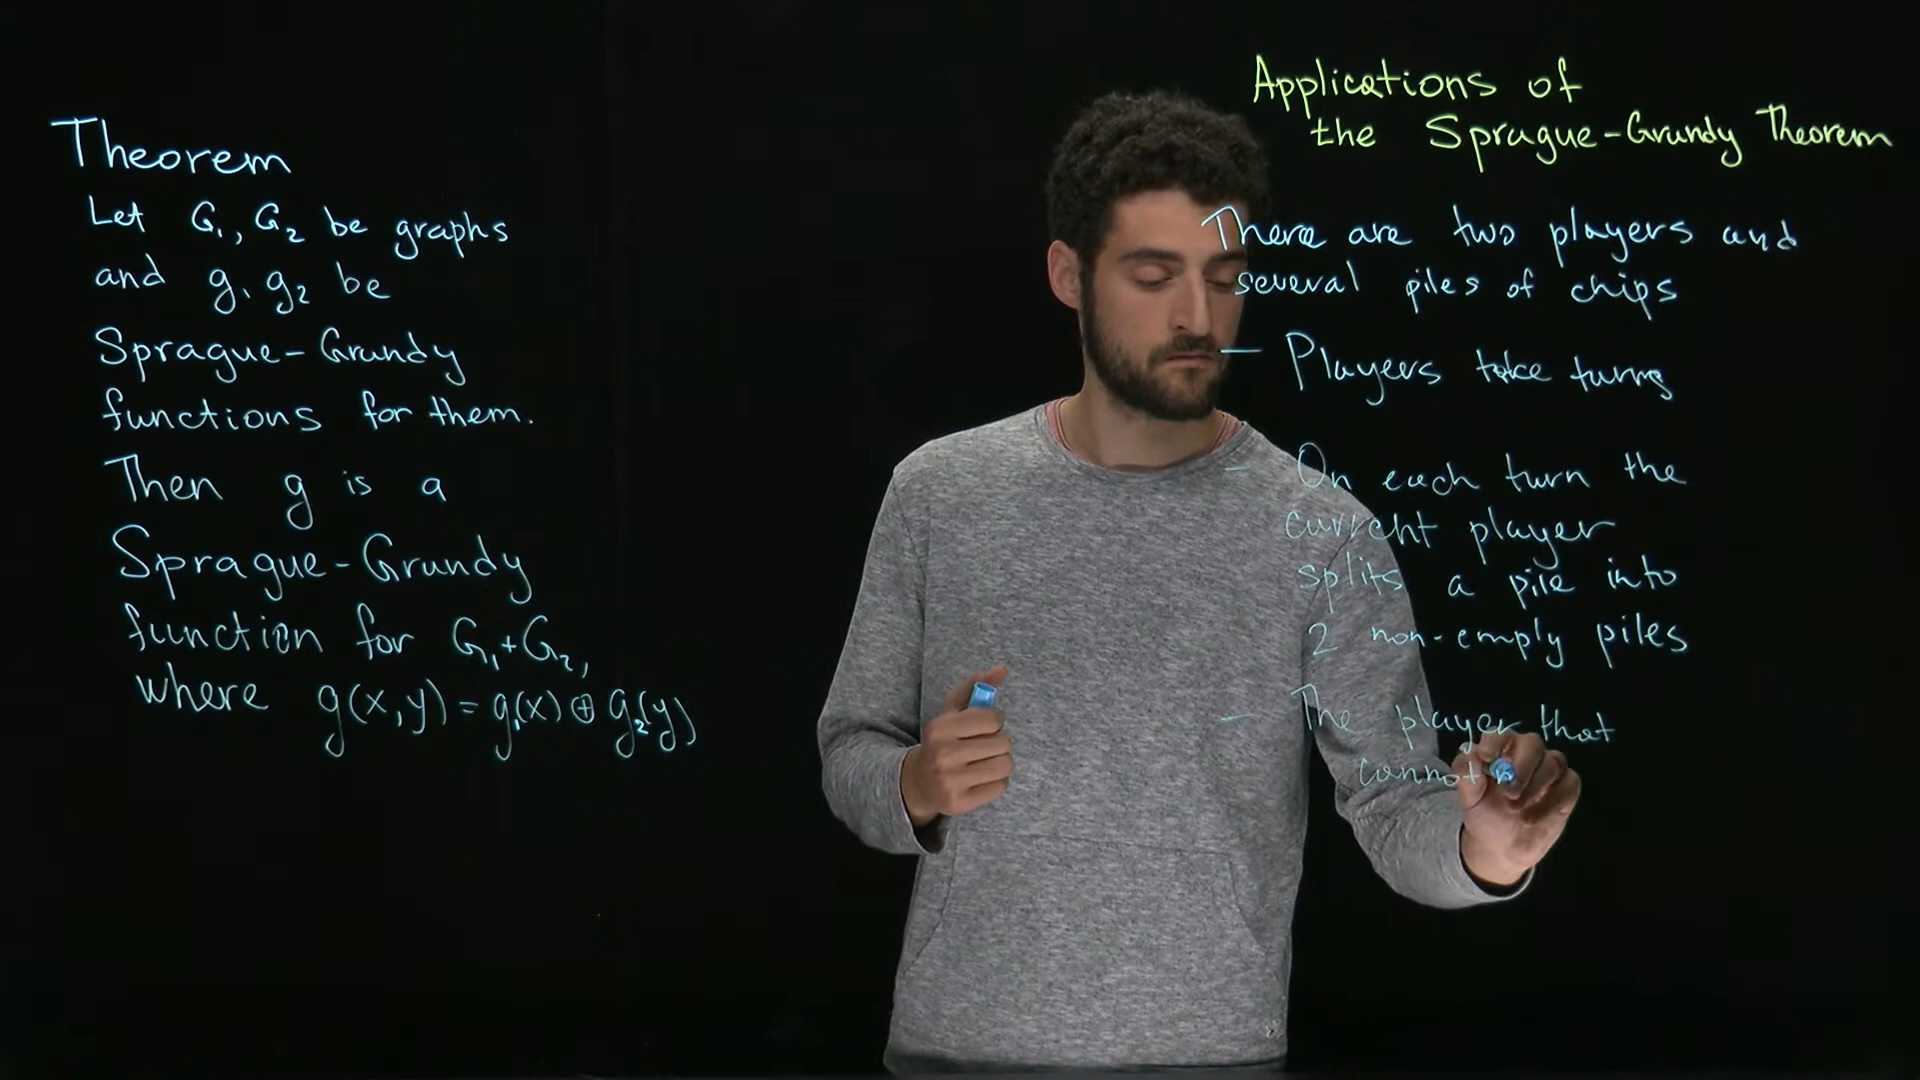 Theorem
Let G₁, G₂ be graphs
and g₁ g₂ be
Sprague-Grundy
functions for them.
Then g is a
Sprague-Grundy
function for G₁+G₂,
where g(x,y) = g₁(x) ⊕ g₂(y)
Applications of
the Sprague-Grundy Theorem
There are two players and
several piles of chips
— Players take turns
— On each turn the
current player
splits a pile into
2 non-emply piles
— The player that
cannot